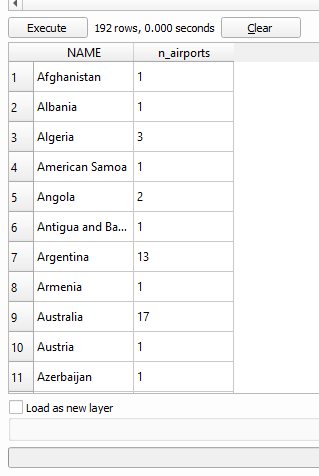 Execute 192 rows, 0.000 seconds Clear
NAME n_airports
1 Afghanistan 1
2 Albania 1
3 Algeria 3
4 American Samoa 1
5 Angola 2
6 Antigua and Ba... 1
7 Argentina 13
8 Armenia 1
9 Australia 17
10 Austria 1
11 Azerbaijan 1
Load as new layer